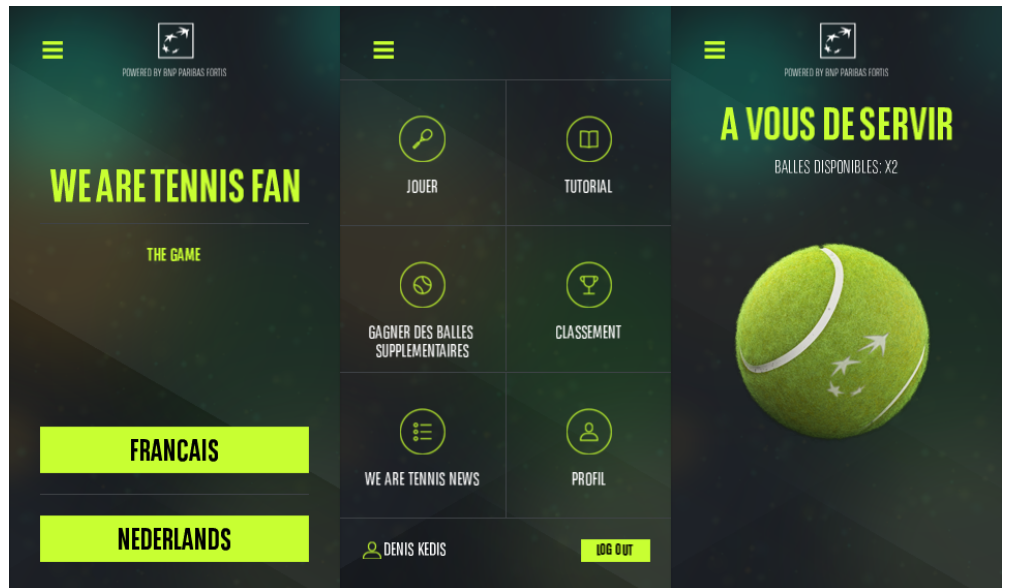 POWERED BY BNP PARIBAS FORTIS
WE ARE TENNIS FAN
THE GAME
FRANCAIS
NEDERLANDS
JOUER
TUTORIAL
GAGNER DES BALLES
SUPPLEMENTAIRES
CLASSEMENT
WE ARE TENNIS NEWS
PROFIL
DENIS KEDIS
LOG OUT
POWERED BY BNP PARIBAS FORTIS
A VOUS DE SERVIR
BALLES DISPONIBLES: X2